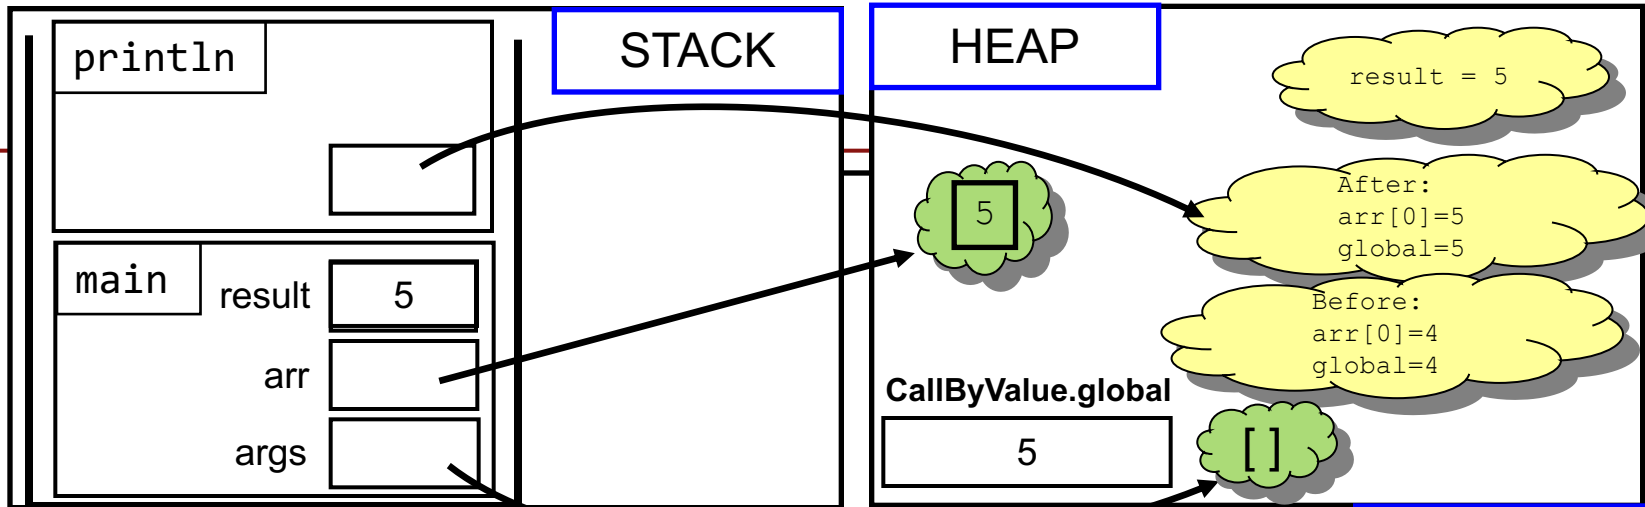 println
STACK
main
result
5
arr
args
HEAP
result = 5
5
After:
arr[0]=5
global=5
Before:
arr[0]=4
global=4
CallByValue.global
5
[]